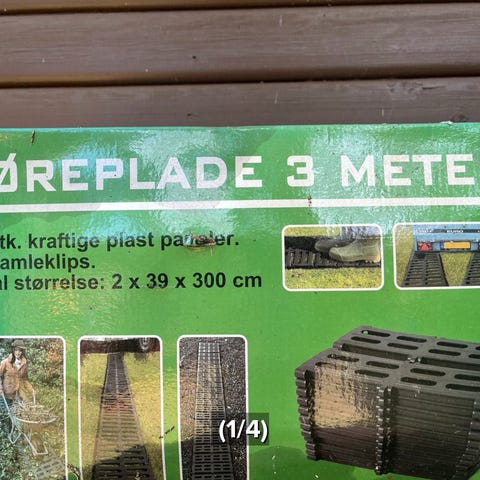 ØREPLADE 3 METE
tk. kraftige plast paneler.
amleklips.
al størrelse: 2 x 39 x 300 cm
(1/4)